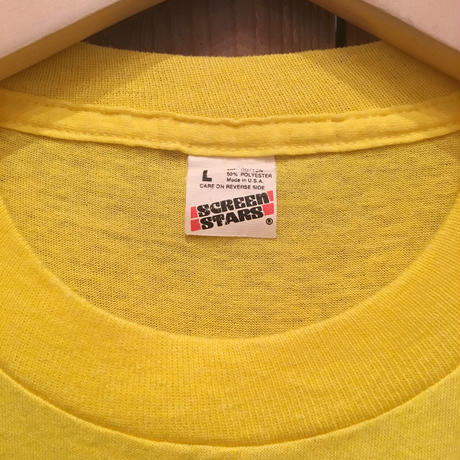 L
50% POLYESTER
Made in U.S.A.
CARE ON REVERSE SIDE
SCREEN
STARS®